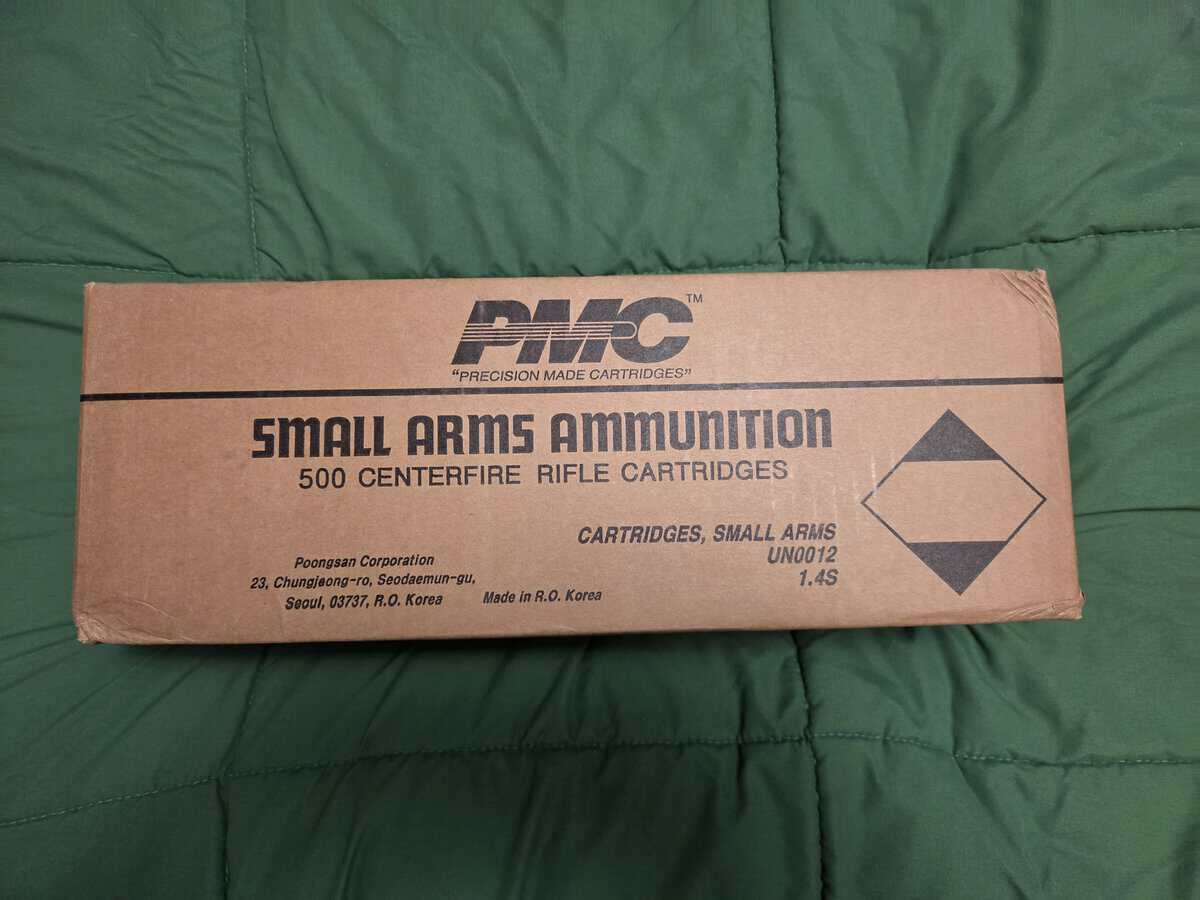 PMC™
"PRECISION MADE CARTRIDGES"
SMALL ARMS AMMUNITION
500 CENTERFIRE RIFLE CARTRIDGES
CARTRIDGES, SMALL ARMS
UN0012
1.4S
Poongsan Corporation
23, Chungjeong-ro, Seodaemun-gu,
Seoul, 03737, R.O. Korea
Made in R.O. Korea